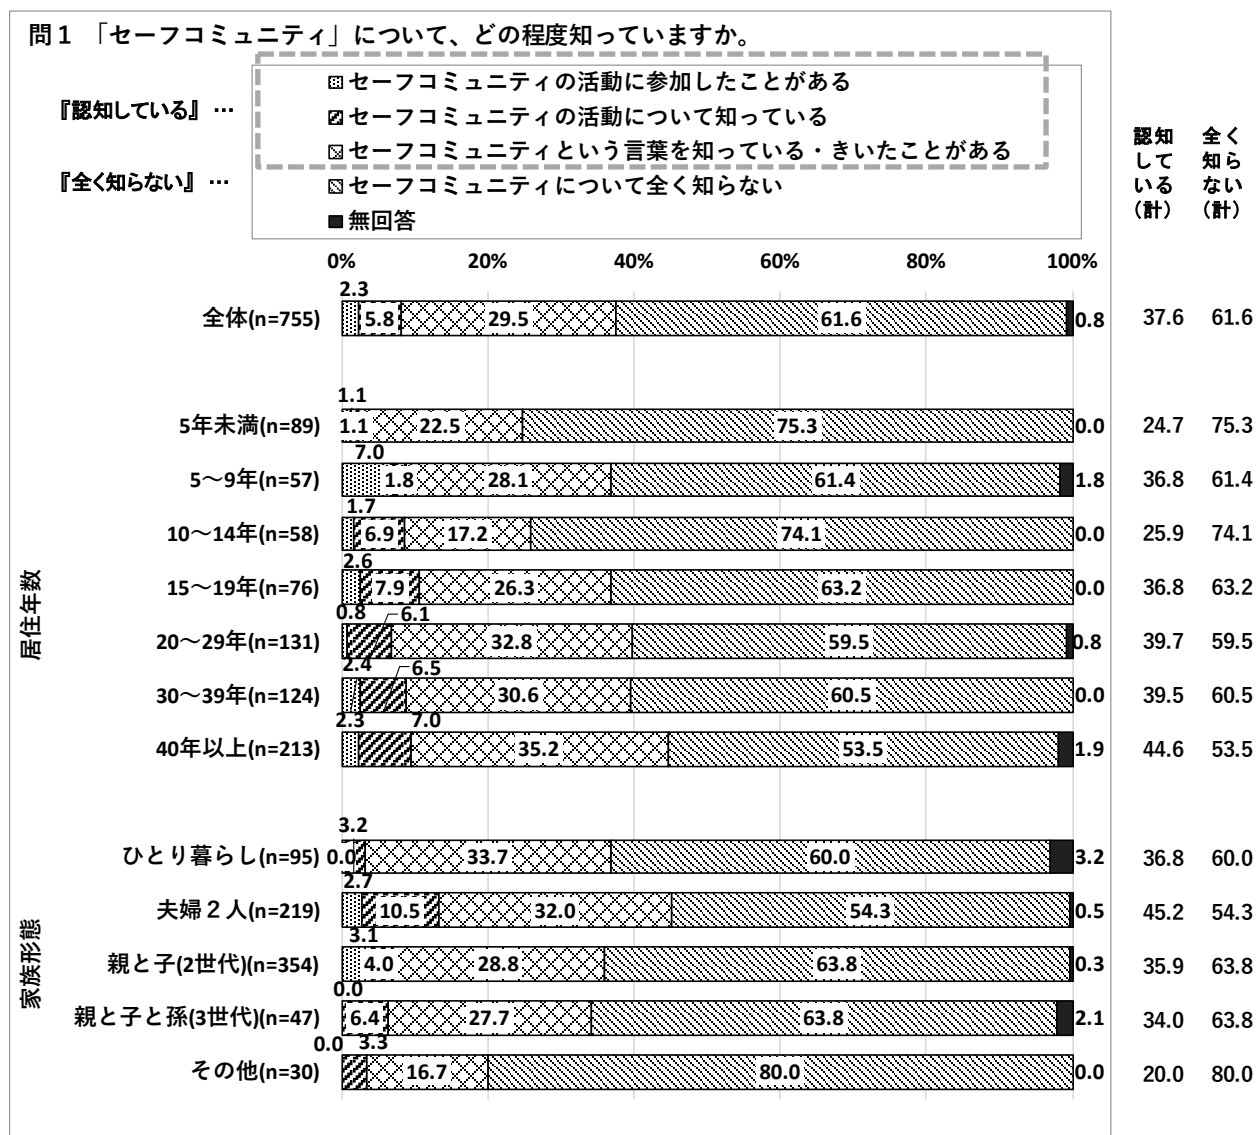 問1 「セーフコミュニティ」について、どの程度知っていますか。
『認知している』…
セーフコミュニティの活動に参加したことがある
セーフコミュニティの活動について知っている
セーフコミュニティという言葉を知っている・きいたことがある
『全く知らない』…
セーフコミュニティについて全く知らない
無回答
認知している(計)
全く知らない(計)
0% 20% 40% 60% 80% 100%
全体(n=755) 2.3 5.8 29.5 61.6 0.8 37.6 61.6
居住年数
5年未満(n=89) 1.1 1.1 22.5 75.3 0.0 24.7 75.3
5～9年(n=57) 7.0 1.8 28.1 61.4 1.8 36.8 61.4
10～14年(n=58) 1.7 6.9 17.2 74.1 0.0 25.9 74.1
15～19年(n=76) 2.6 7.9 26.3 63.2 0.0 36.8 63.2
20～29年(n=131) 0.8 6.1 32.8 59.5 0.8 39.7 59.5
30～39年(n=124) 2.4 6.5 30.6 60.5 0.0 39.5 60.5
40年以上(n=213) 2.3 7.0 35.2 53.5 1.9 44.6 53.5
家族形態
ひとり暮らし(n=95) 0.0 3.2 33.7 60.0 3.2 36.8 60.0
夫婦２人(n=219) 2.7 10.5 32.0 54.3 0.5 45.2 54.3
親と子(2世代)(n=354) 3.1 4.0 28.8 63.8 0.3 35.9 63.8
親と子と孫(3世代)(n=47) 0.0 6.4 27.7 63.8 2.1 34.0 63.8
その他(n=30) 0.0 3.3 16.7 80.0 0.0 20.0 80.0